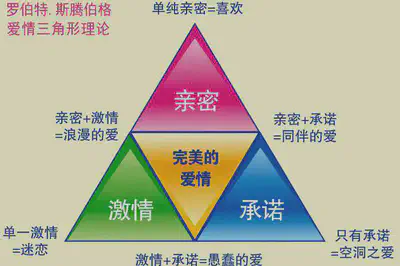 罗伯特.斯腾伯格
爱情三角形理论
单纯亲密=喜欢
亲密
亲密+激情
=浪漫的爱
亲密+承诺
=同伴的爱
完美的
爱情
激情
承诺
单一激情
=迷恋
只有承诺
=空洞之爱
激情+承诺=愚蠢的爱